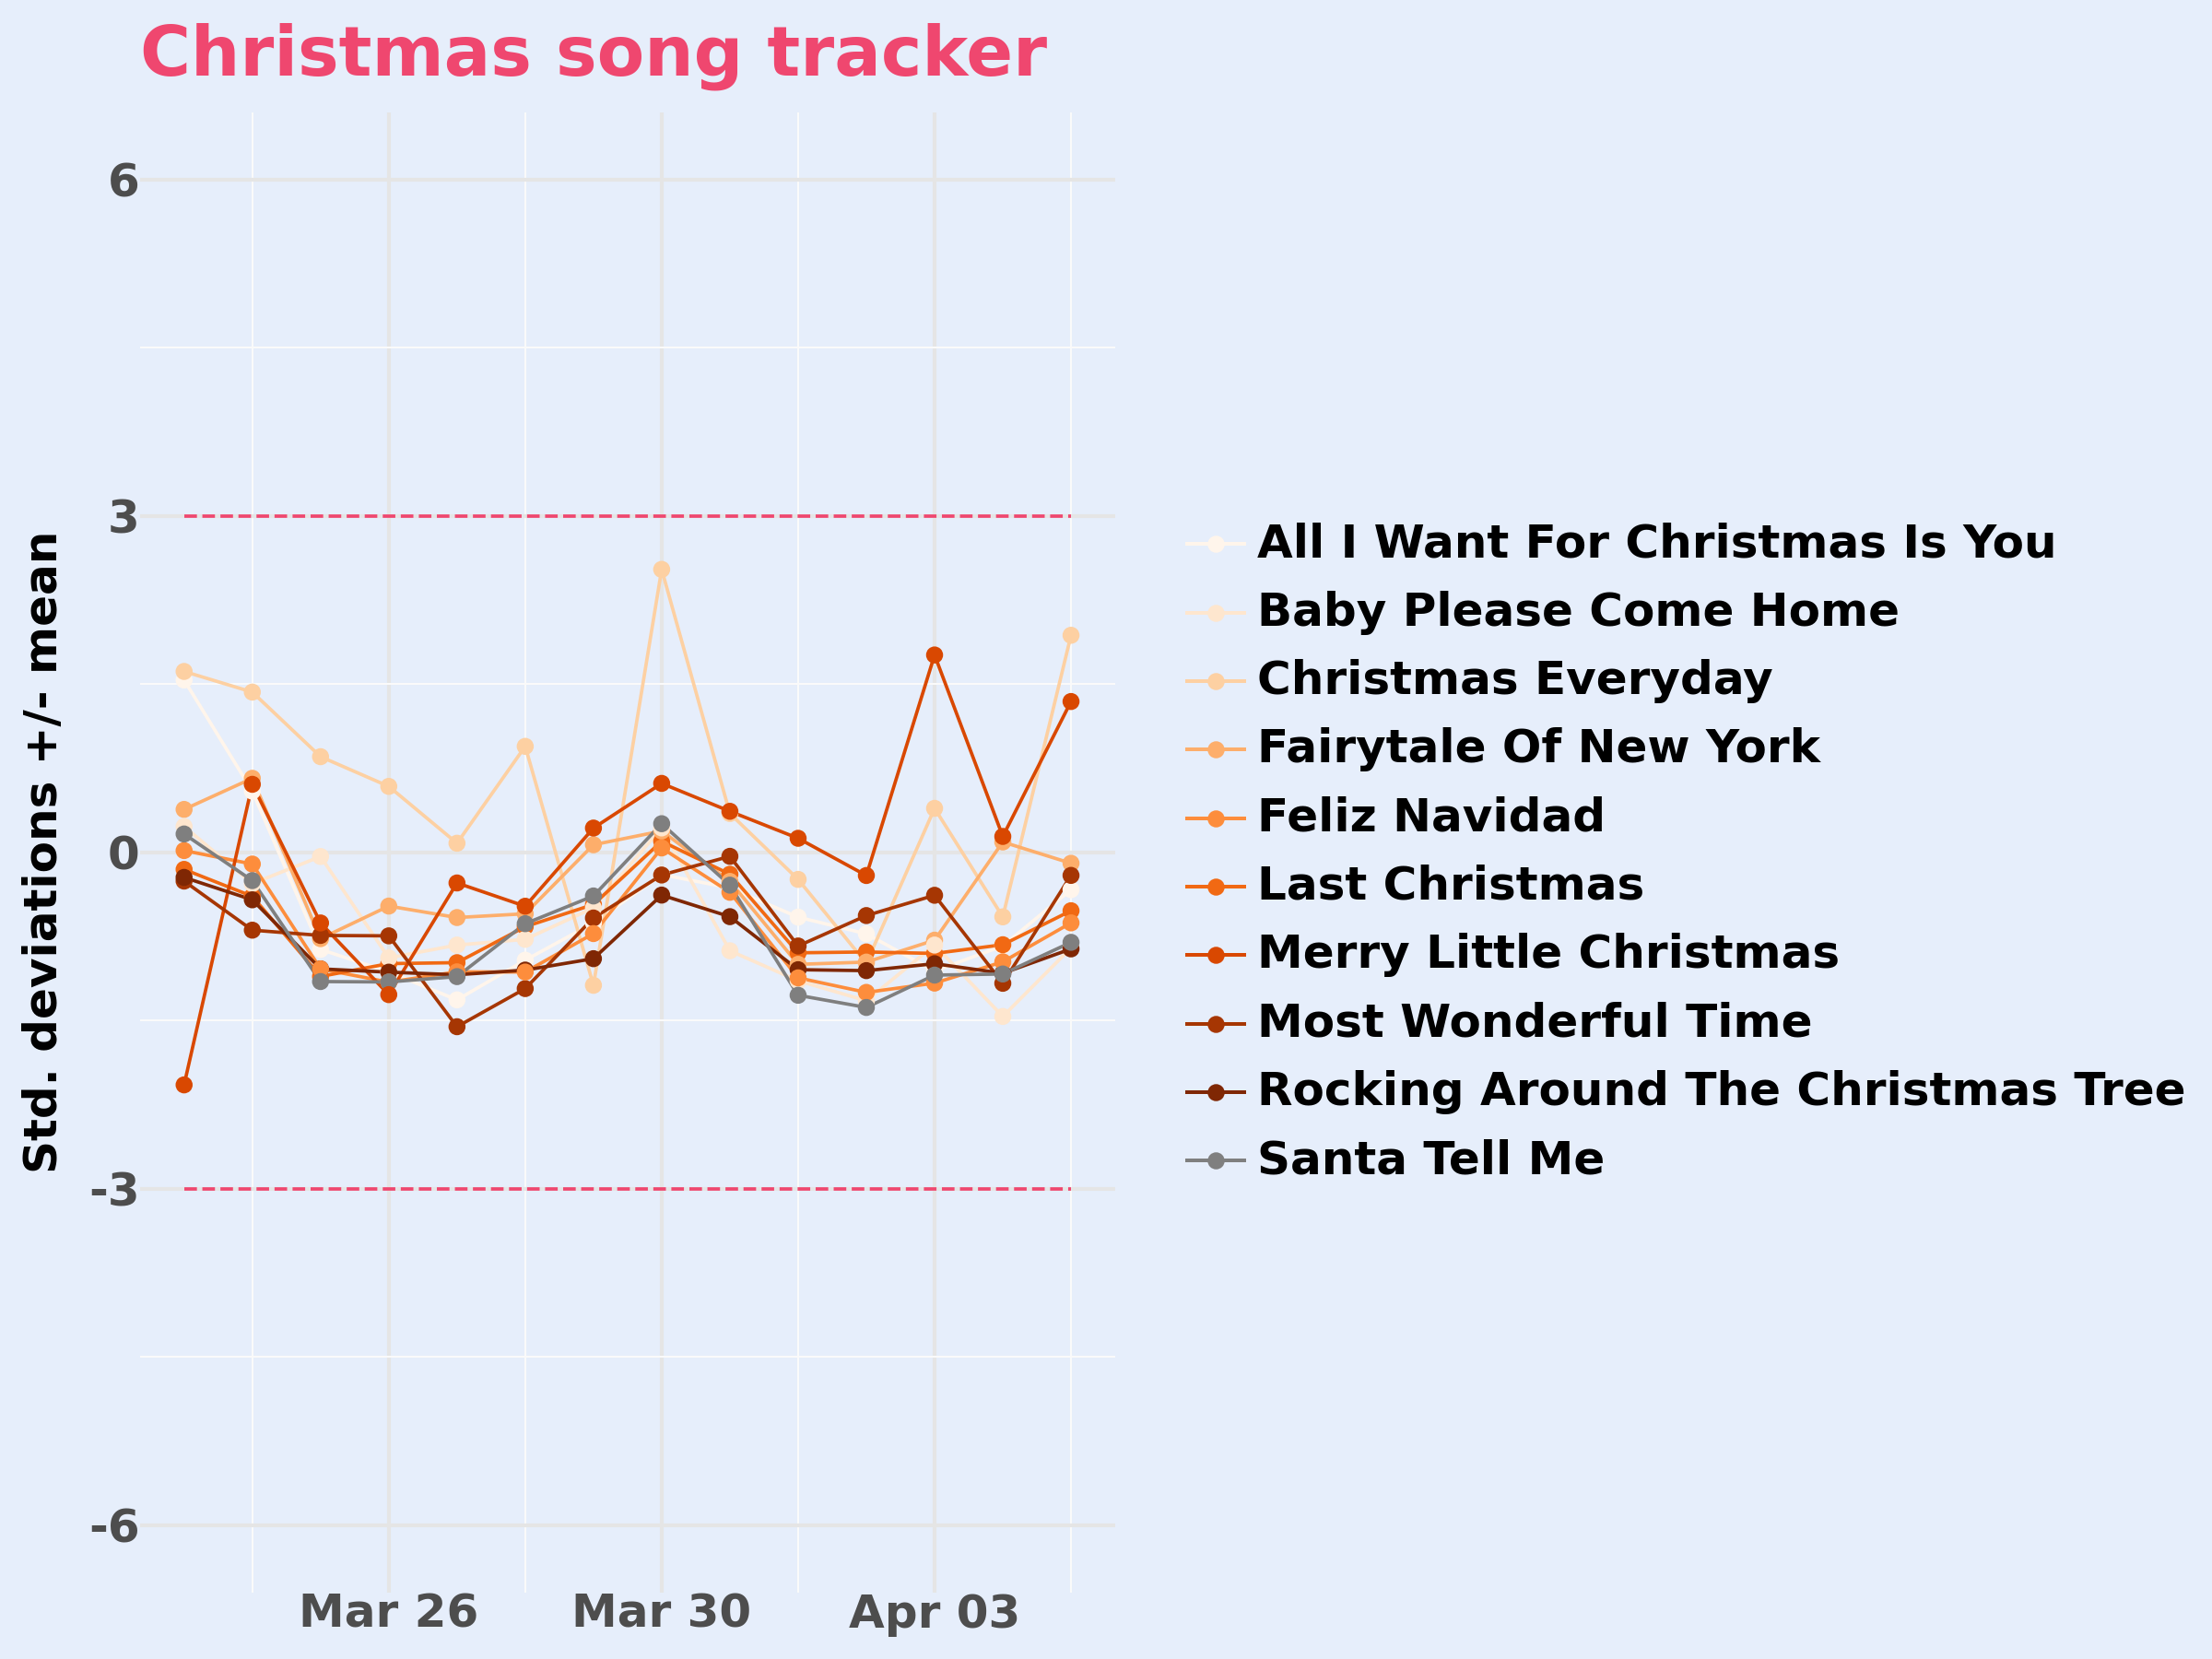 Christmas song tracker
Std. deviations +/- mean
6
3
0
-3
-6
Mar 26
Mar 30
Apr 03
All I Want For Christmas Is You
Baby Please Come Home
Christmas Everyday
Fairytale Of New York
Feliz Navidad
Last Christmas
Merry Little Christmas
Most Wonderful Time
Rocking Around The Christmas Tree
Santa Tell Me